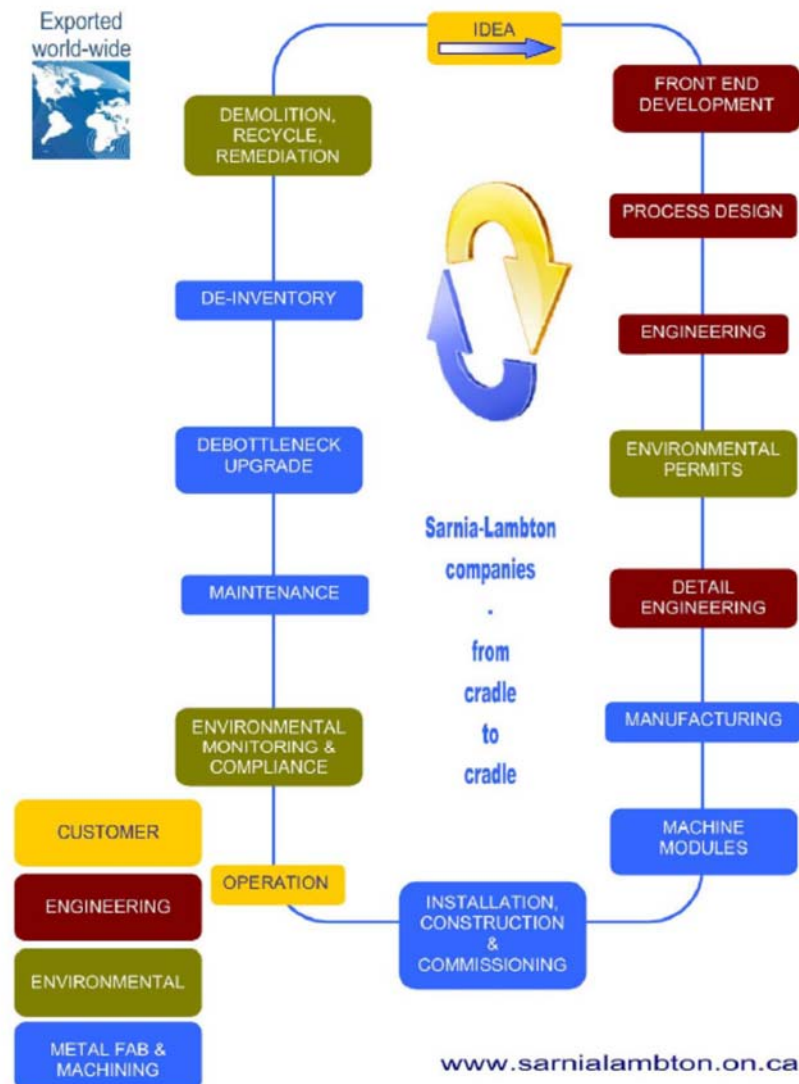 Exported
world-wide
IDEA
FRONT END
DEVELOPMENT
PROCESS DESIGN
ENGINEERING
ENVIRONMENTAL
PERMITS
DETAIL
ENGINEERING
MANUFACTURING
MACHINE
MODULES
INSTALLATION,
CONSTRUCTION
&
COMMISSIONING
OPERATION
ENVIRONMENTAL
MONITORING &
COMPLIANCE
MAINTENANCE
DEBOTTLENECK
UPGRADE
DE-INVENTORY
DEMOLITION,
RECYCLE,
REMEDIATION
Sarnia-Lambton
companies
-
from
cradle
to
cradle
CUSTOMER
ENGINEERING
ENVIRONMENTAL
METAL FAB &
MACHINING
www.sarnialambton.on.ca